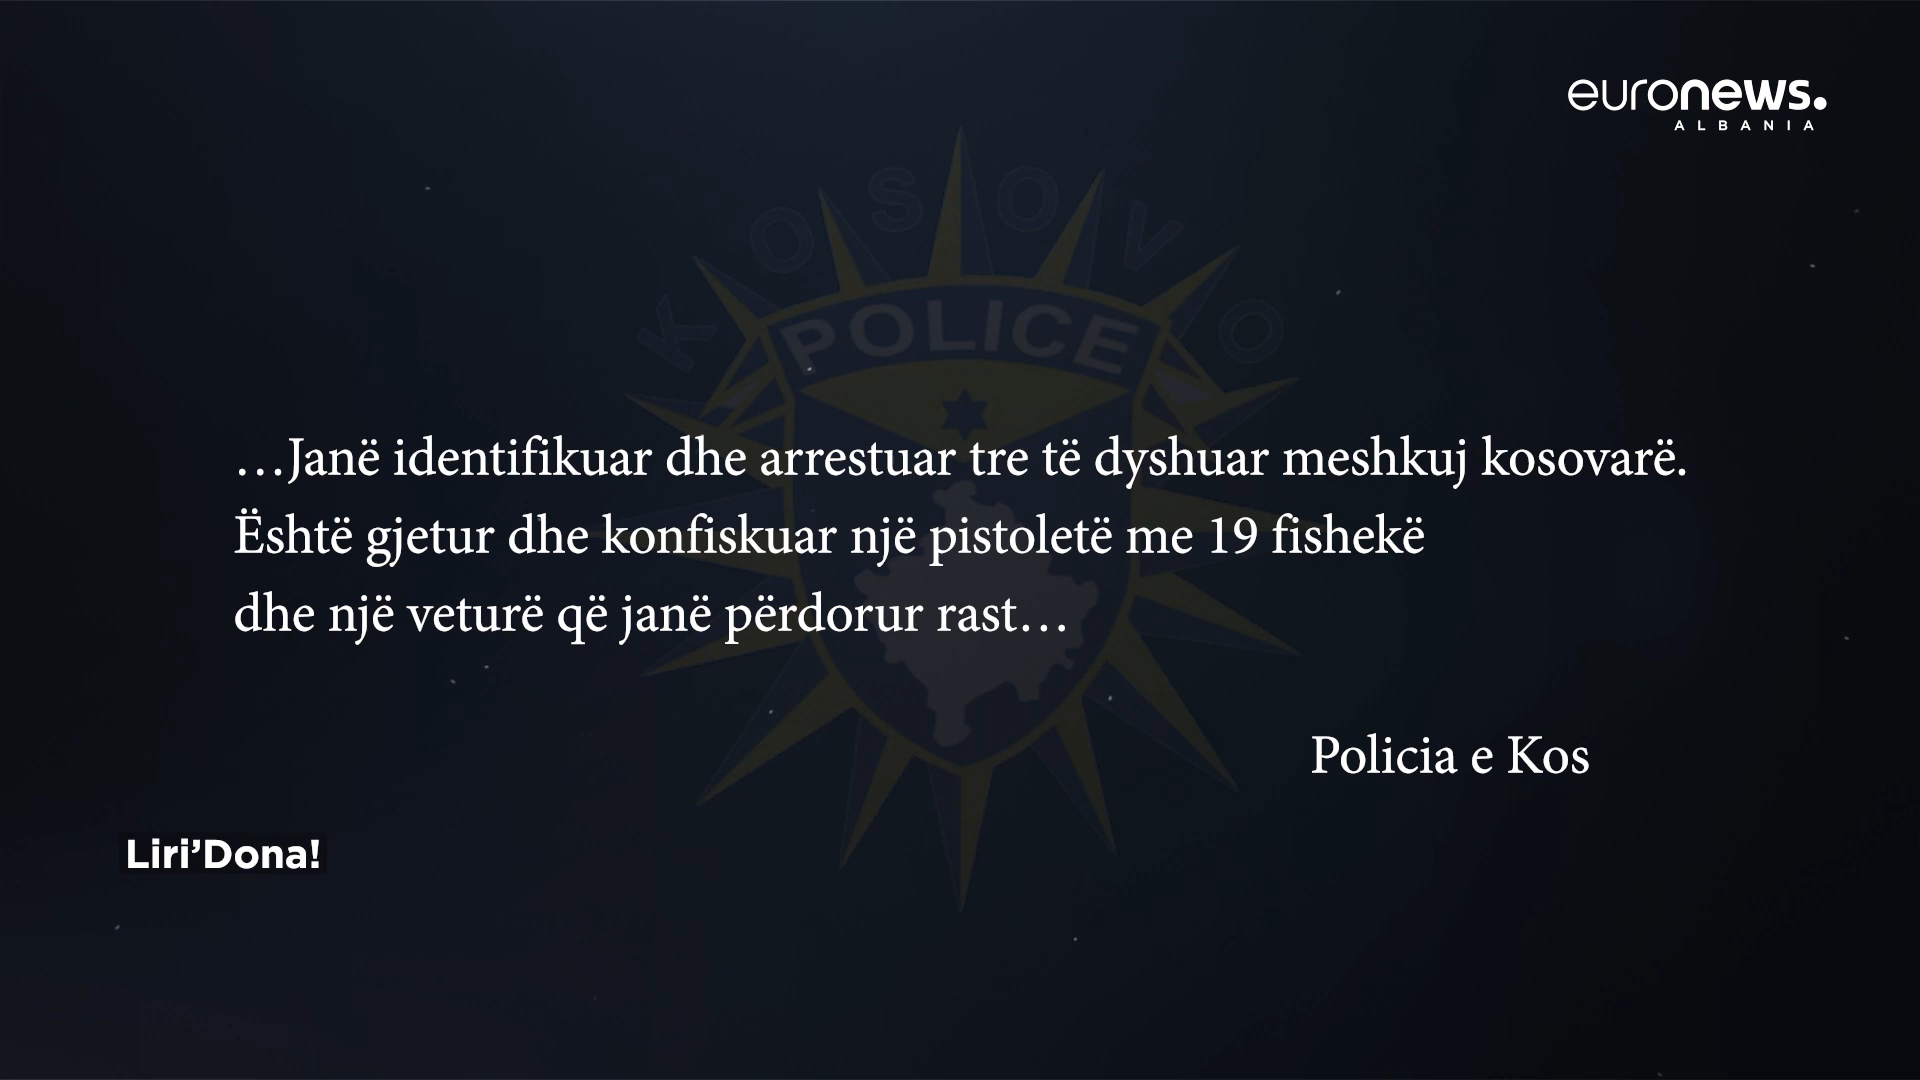 euronews.
ALBANIA
KOSOVO
POLICE
…Janë identifikuar dhe arrestuar tre të dyshuar meshkuj kosovarë.
Është gjetur dhe konfiskuar një pistoletë me 19 fishekë
dhe një veturë që janë përdorur rast…
Policia e Kos
Liri’Dona!